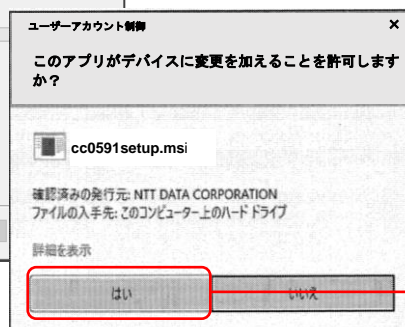 ユーザーアカウント制御 ×
このアプリがデバイスに変更を加えることを許可します
か？
cc0591setup.msi
確認済みの発行元: NTT DATA CORPORATION
ファイルの入手先: このコンピューター上のハード ドライブ
詳細を表示
はい
いいえ